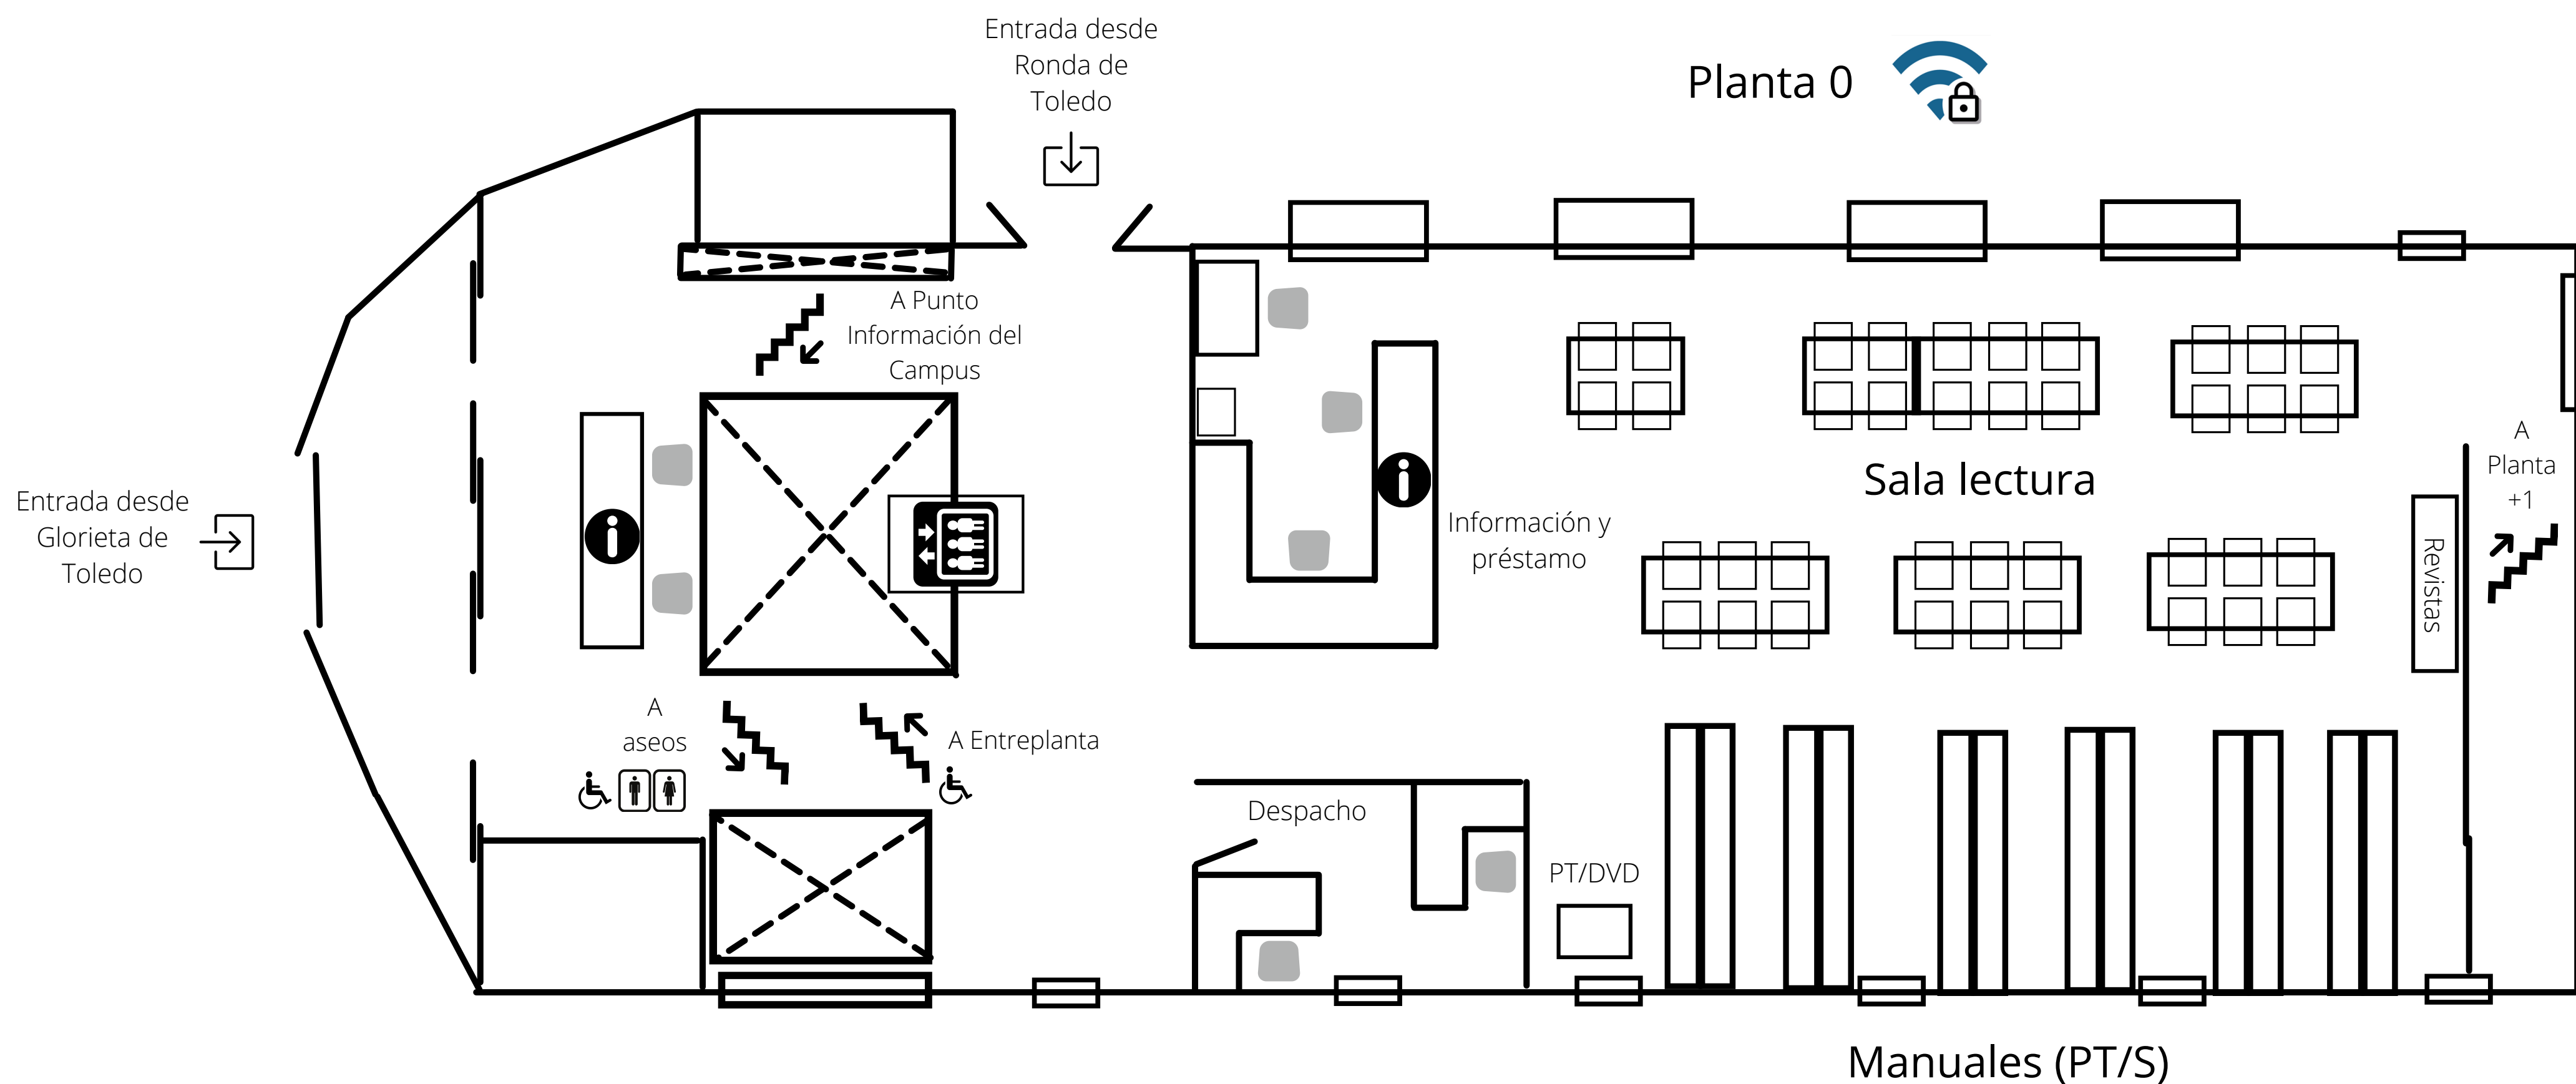 Entrada desde
Ronda de
Toledo
Planta 0
A Punto
Información del
Campus
Entrada desde
Glorieta de
Toledo
Información y
préstamo
Sala lectura
A
Planta
+1
Revistas
A
aseos
A Entreplanta
Despacho
PT/DVD
Manuales (PT/S)